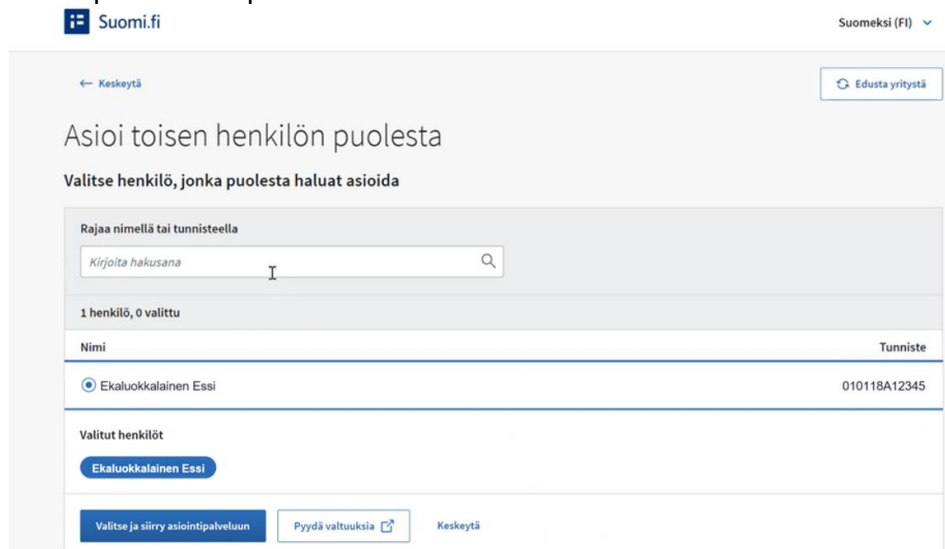 Suomi.fi
Suomeksi (FI)
← Keskeytä
Edusta yritystä
Asioi toisen henkilön puolesta
Valitse henkilö, jonka puolesta haluat asioida
Rajaa nimellä tai tunnisteella
Kirjoita hakusana
1 henkilö, 0 valittu
Nimi Tunniste
Ekaluokkalainen Essi 010118A12345
Valitut henkilöt
Ekaluokkalainen Essi
Valitse ja siirry asiointipalveluun Pyydä valtuuksia Keskeytä